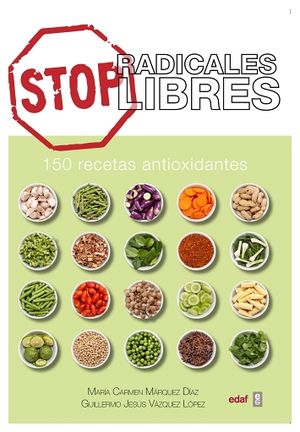 STOP RADICALES
LIBRES
150 recetas antioxidantes
MARÍA CARMEN MÁRQUEZ DÍAZ
GUILLERMO JESÚS VÁZQUEZ LÓPEZ
edaf